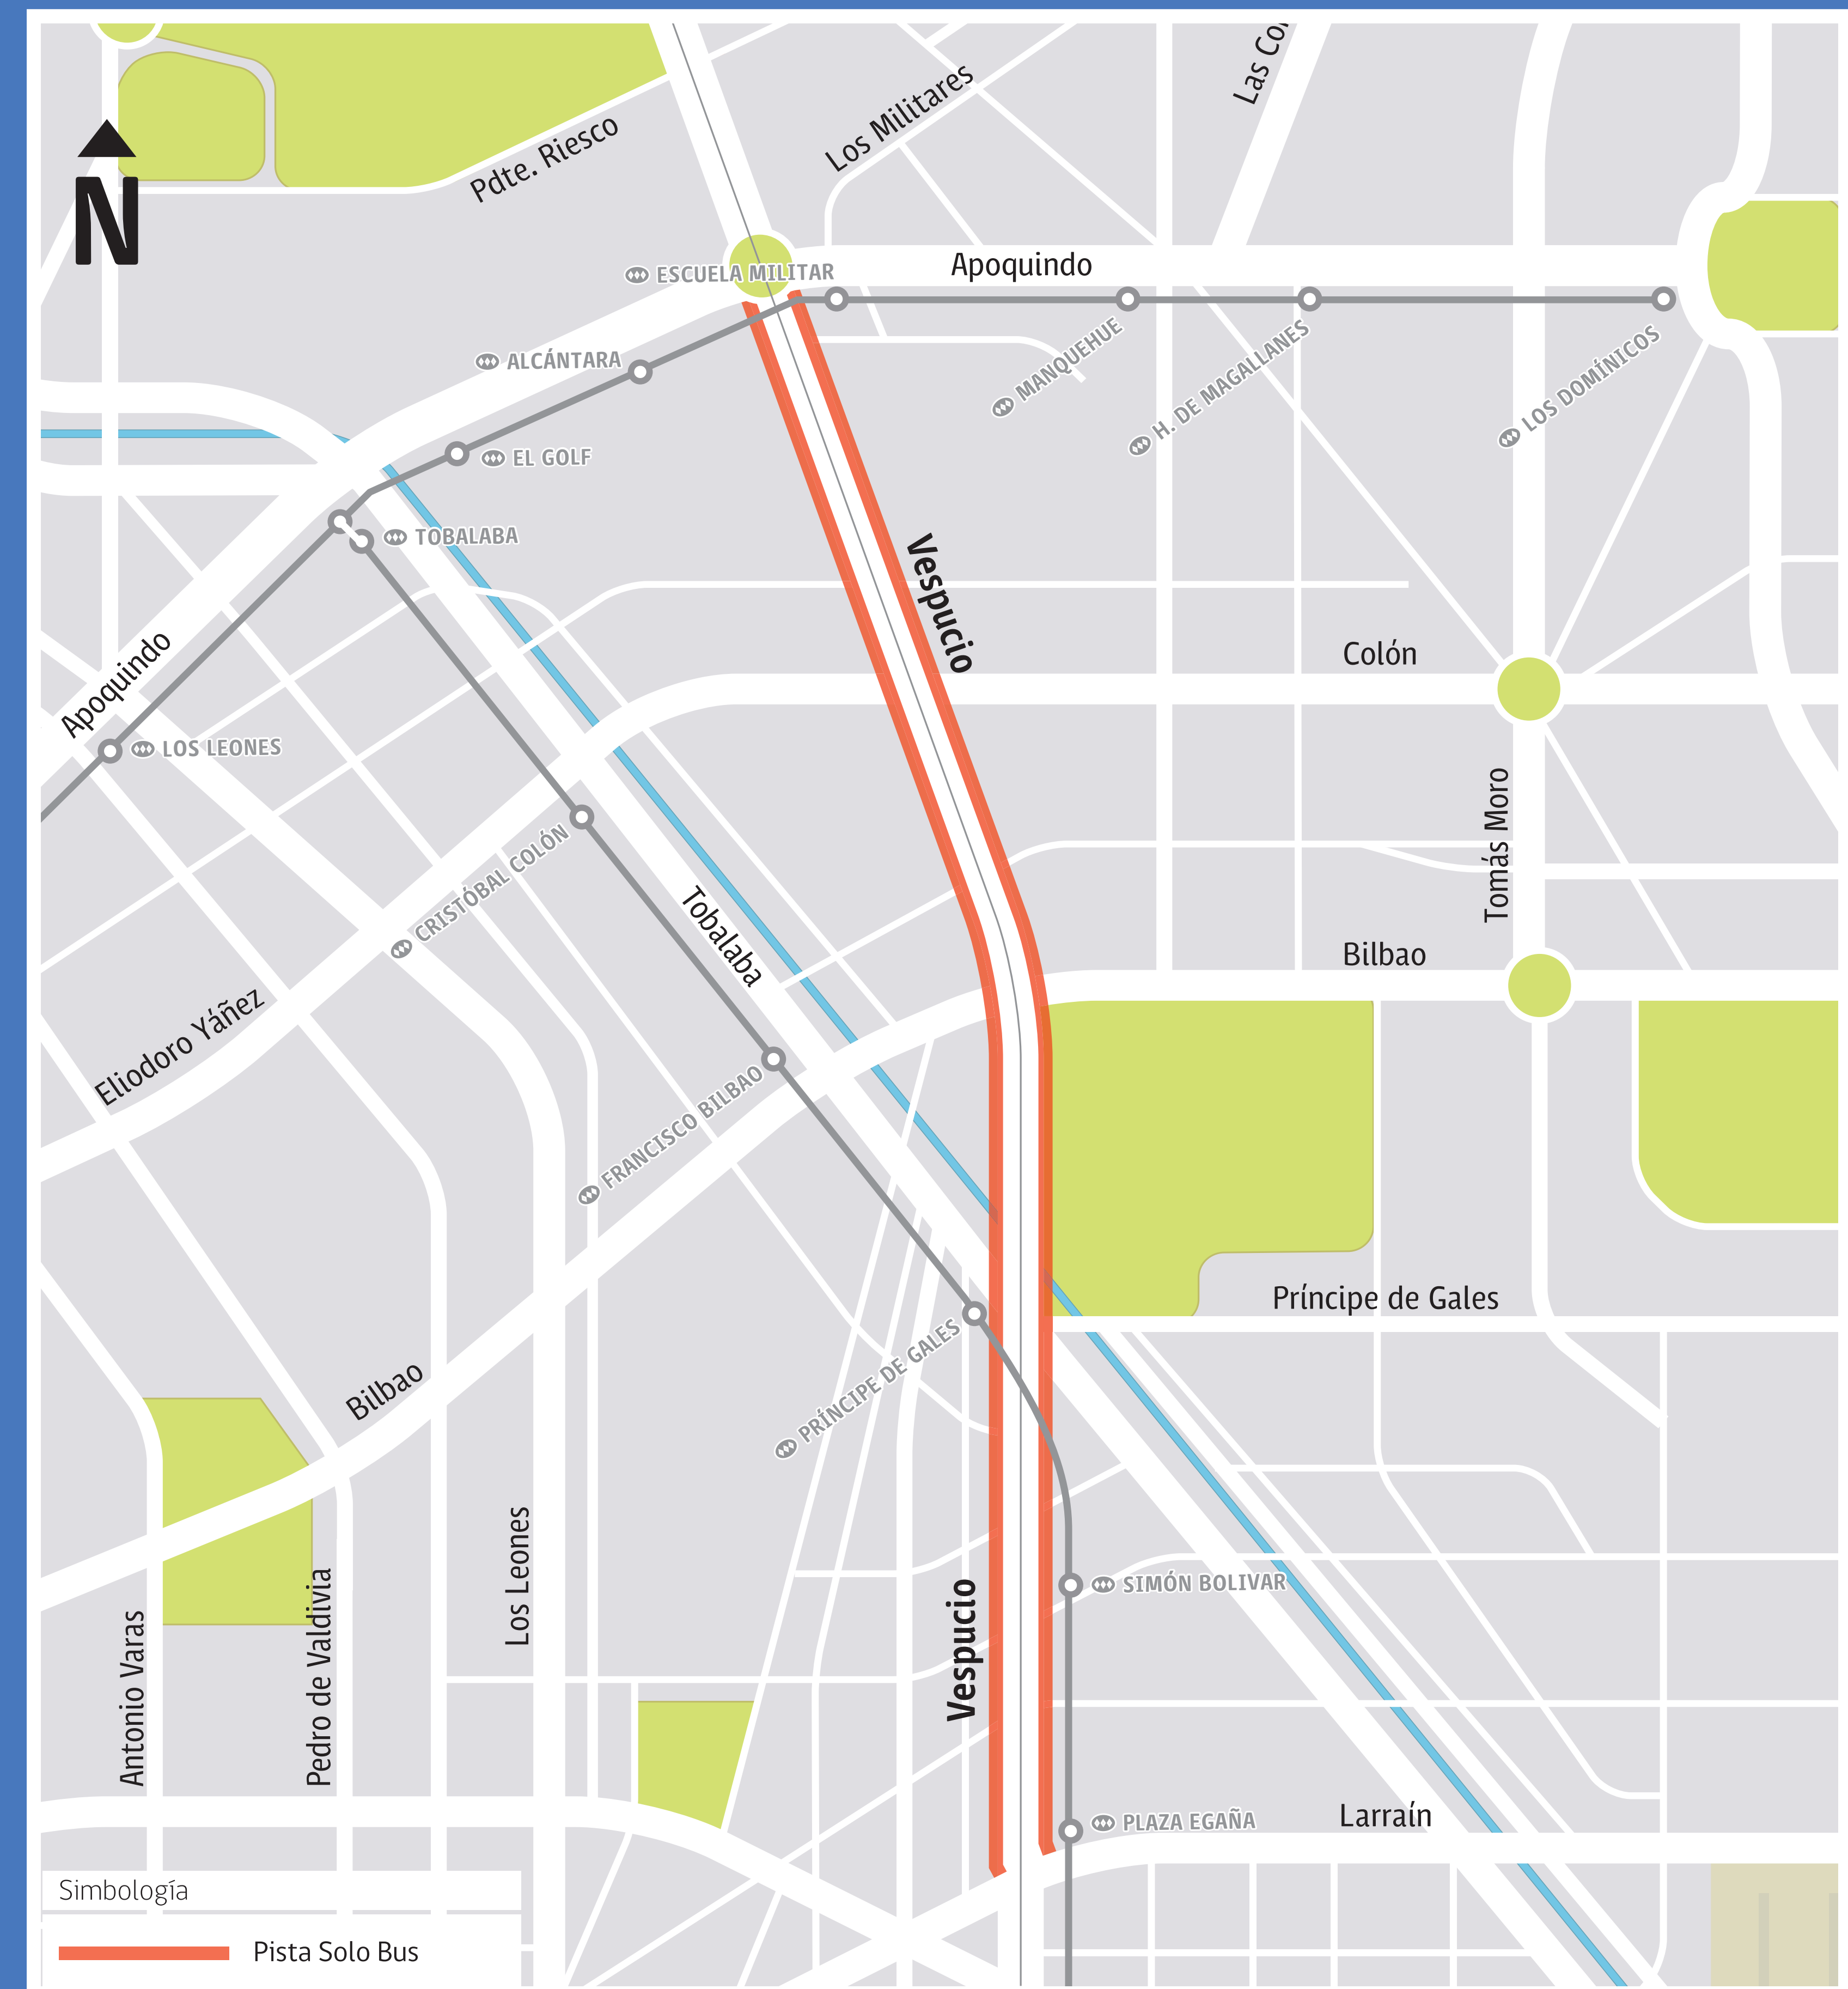 Las Co
Los Militares
Pdte. Riesco
N
Apoquindo
ESCUELA MILITAR
MANQUEHUE
H. DE MAGALLANES
LOS DOMÍNICOS
ALCÁNTARA
EL GOLF
TOBALABA
Vespucio
Apoquindo
Colón
LOS LEONES
Tomás Moro
CRISTÓBAL COLÓN
Tobalaba
Bilbao
Eliodoro Yáñez
FRANCISCO BILBAO
Príncipe de Gales
PRÍNCIPE DE GALES
Bilbao
Los Leones
SIMÓN BOLIVAR
Antonio Varas
Pedro de Valdivia
Vespucio
PLAZA EGAÑA
Larraín
Simbología
Pista Solo Bus